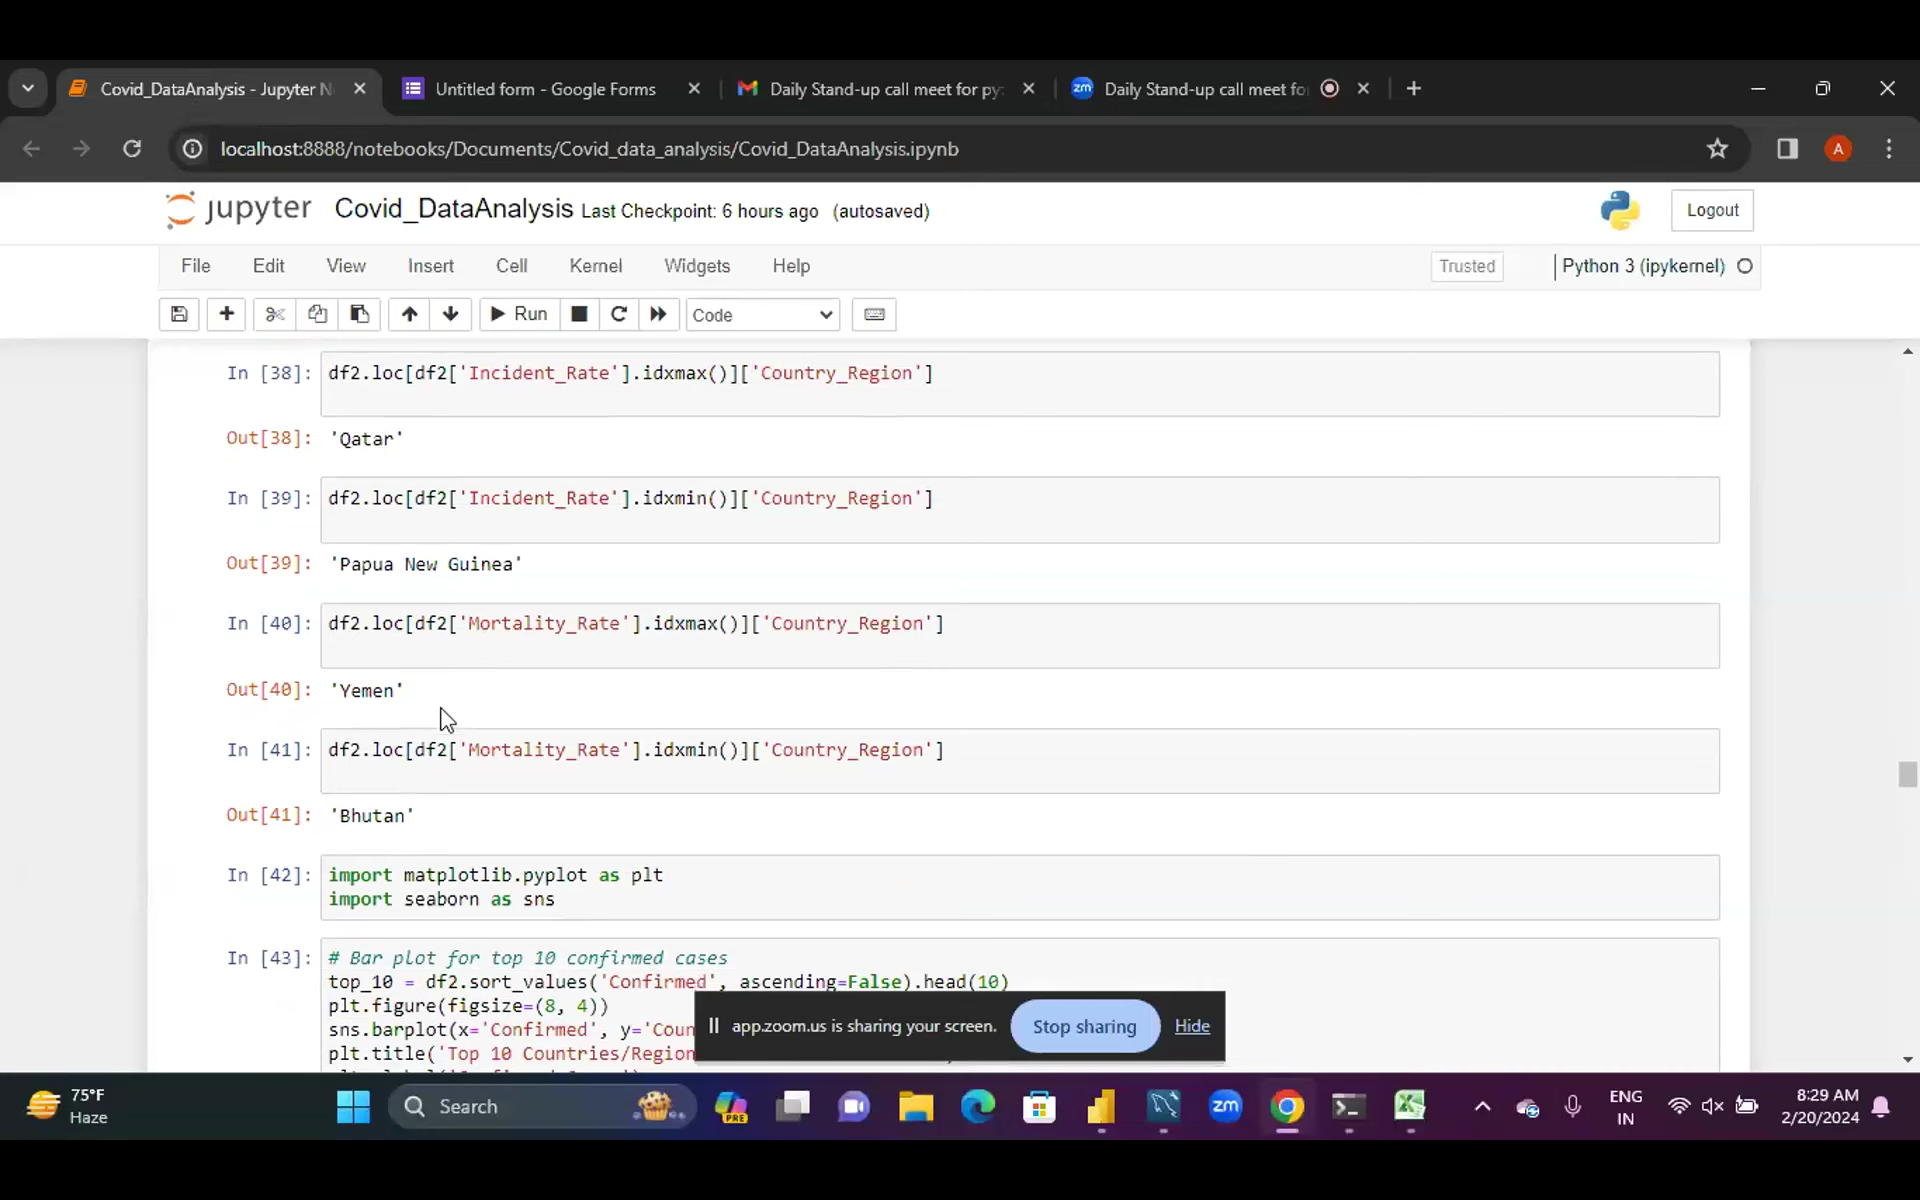 Covid_DataAnalysis - Jupyter N
Untitled form - Google Forms
Daily Stand-up call meet for py
zm
Daily Stand-up call meet fo
localhost:8888/notebooks/Documents/Covid_data_analysis/Covid_DataAnalysis.ipynb
A
jupyter
Covid_DataAnalysis Last Checkpoint: 6 hours ago (autosaved)
Logout
File Edit View Insert Cell Kernel Widgets Help
Trusted
Python 3 (ipykernel)
Run
Code
In [38]: df2.loc[df2['Incident_Rate'].idxmax()]['Country_Region']
Out[38]: 'Qatar'
In [39]: df2.loc[df2['Incident_Rate'].idxmin()]['Country_Region']
Out[39]: 'Papua New Guinea'
In [40]: df2.loc[df2['Mortality_Rate'].idxmax()]['Country_Region']
Out[40]: 'Yemen'
In [41]: df2.loc[df2['Mortality_Rate'].idxmin()]['Country_Region']
Out[41]: 'Bhutan'
In [42]: import matplotlib.pyplot as plt
import seaborn as sns
In [43]: # Bar plot for top 10 confirmed cases
top_10 = df2.sort_values('Confirmed', ascending=False).head(10)
plt.figure(figsize=(8, 4))
sns.barplot(x='Confirmed', y='Coun
plt.title('Top 10 Countries/Region
app.zoom.us is sharing your screen.
Stop sharing
Hide
75°F
Haze
Search
PRE
zm
ENG
IN
8:29 AM
2/20/2024